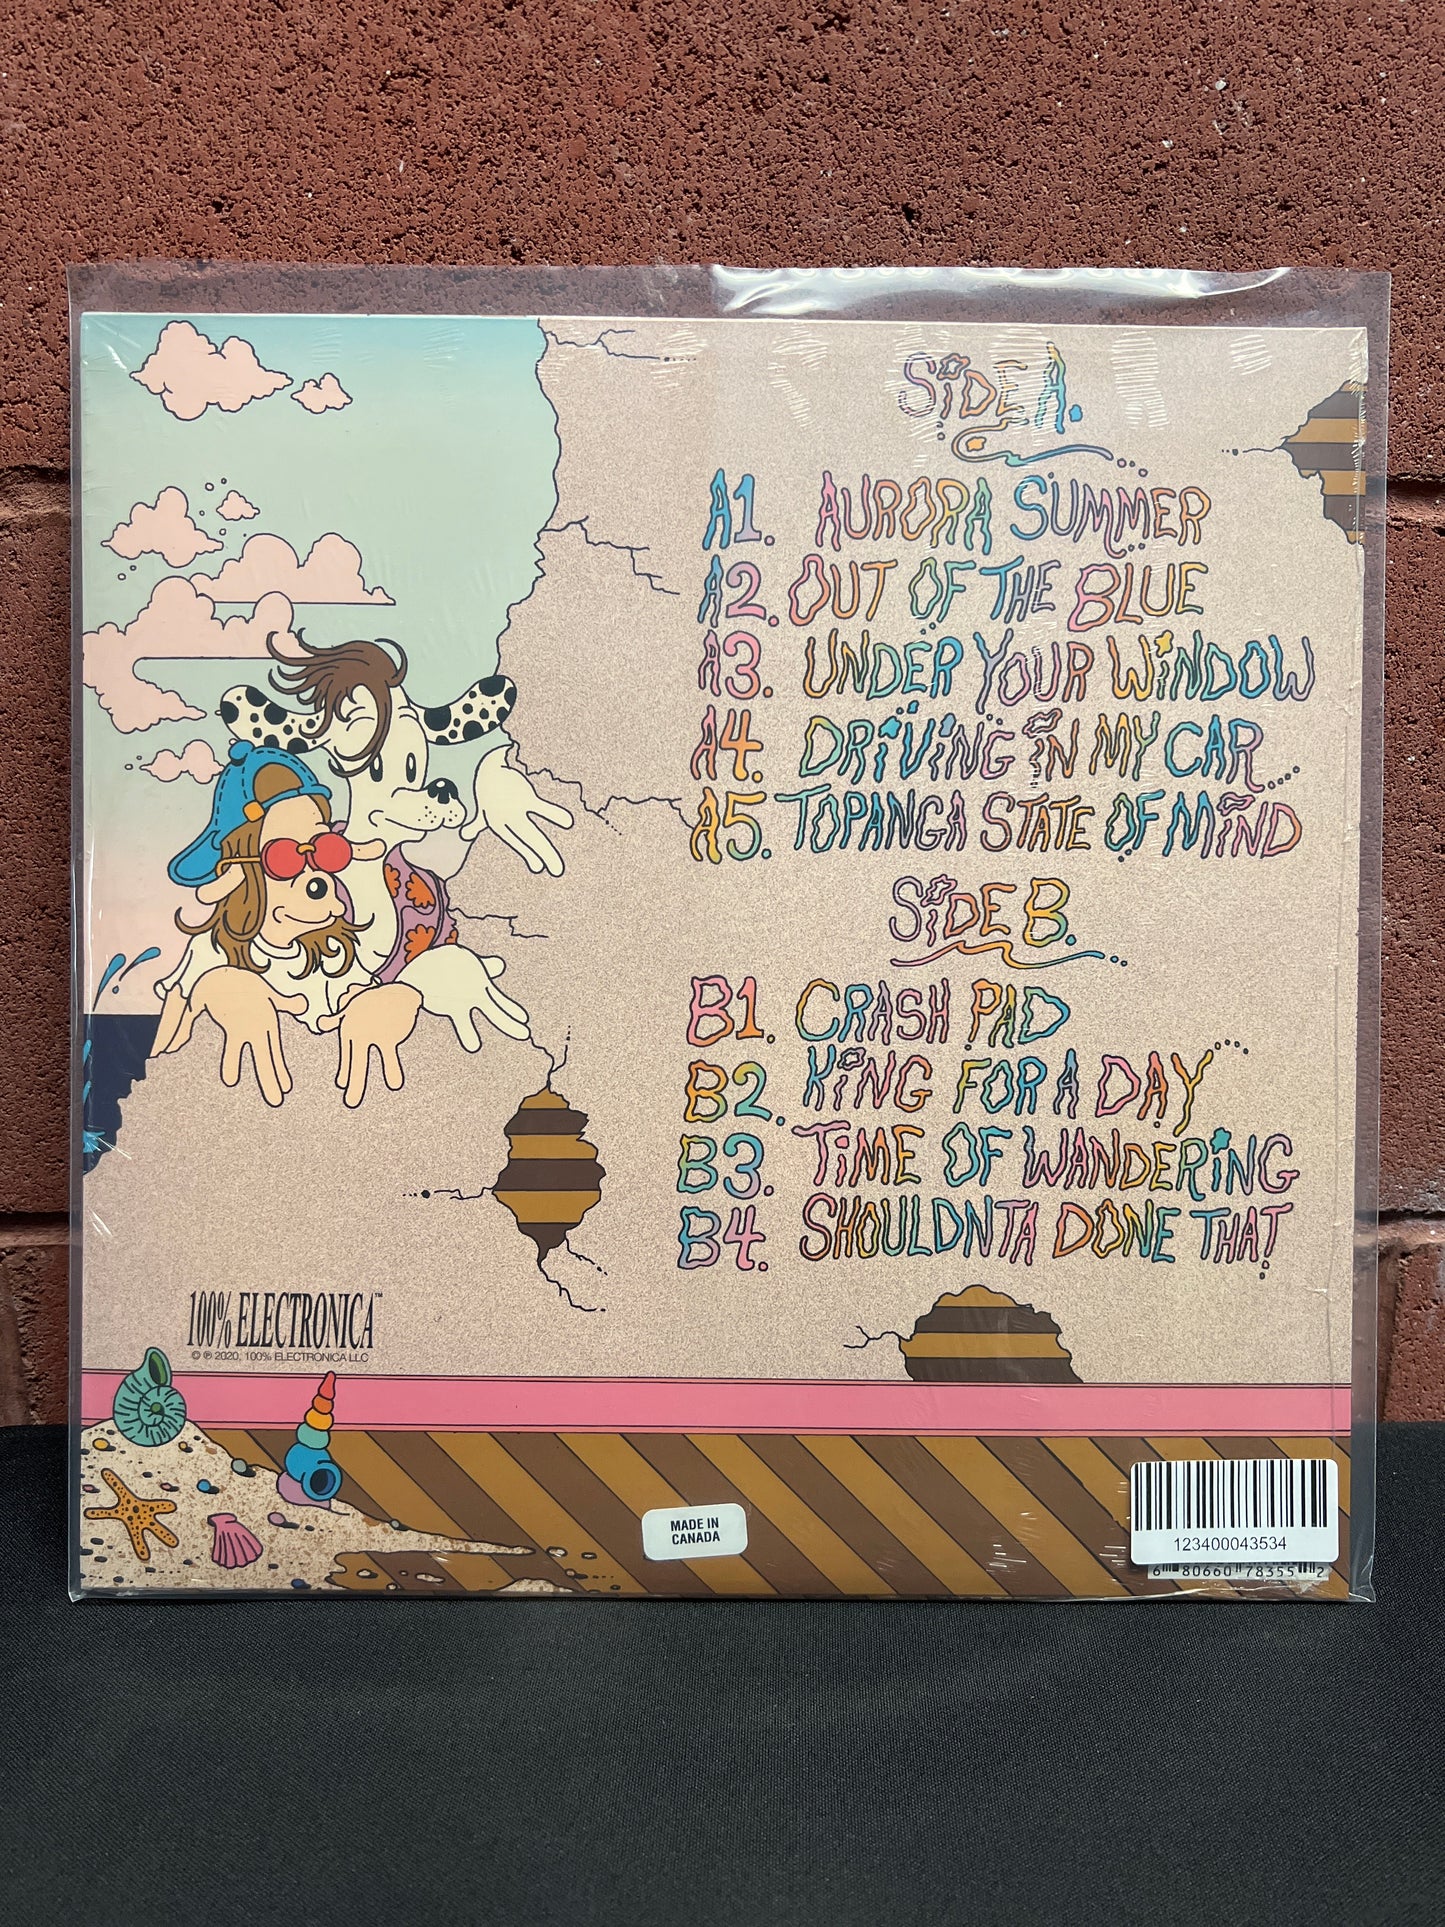 SiDE A.
A1. AURORA SUMMER
A2. OUT OF THE BLUE
A3. UNDER YOUR WiNDOW
A4. DRiViNG iN MY CAR...
A5. TOPANGA STATE OF MiND
SiDE B.
B1. CRASH PAD
B2. KiNG FOR A DAY...
B3. TiME OF WANDERiNG
B4. SHOULDNTA DONE THAT
100% ELECTRONICA™
© ℗ 2020, 100% ELECTRONICA LLC
MADE IN
CANADA
123400043534
6 80660 78355 2